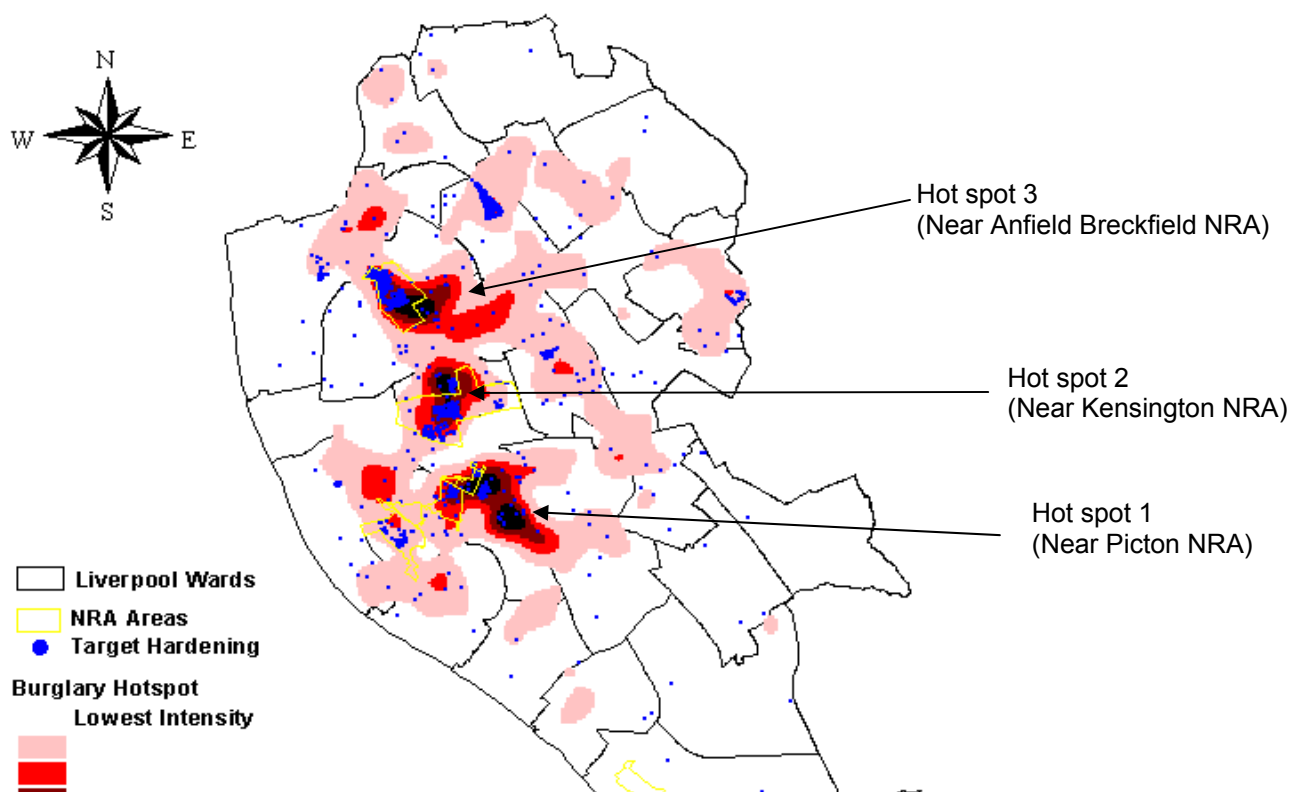 N
W E
S
Hot spot 3
(Near Anfield Breckfield NRA)
Hot spot 2
(Near Kensington NRA)
Hot spot 1
(Near Picton NRA)
Liverpool Wards
NRA Areas
Target Hardening
Burglary Hotspot
Lowest Intensity